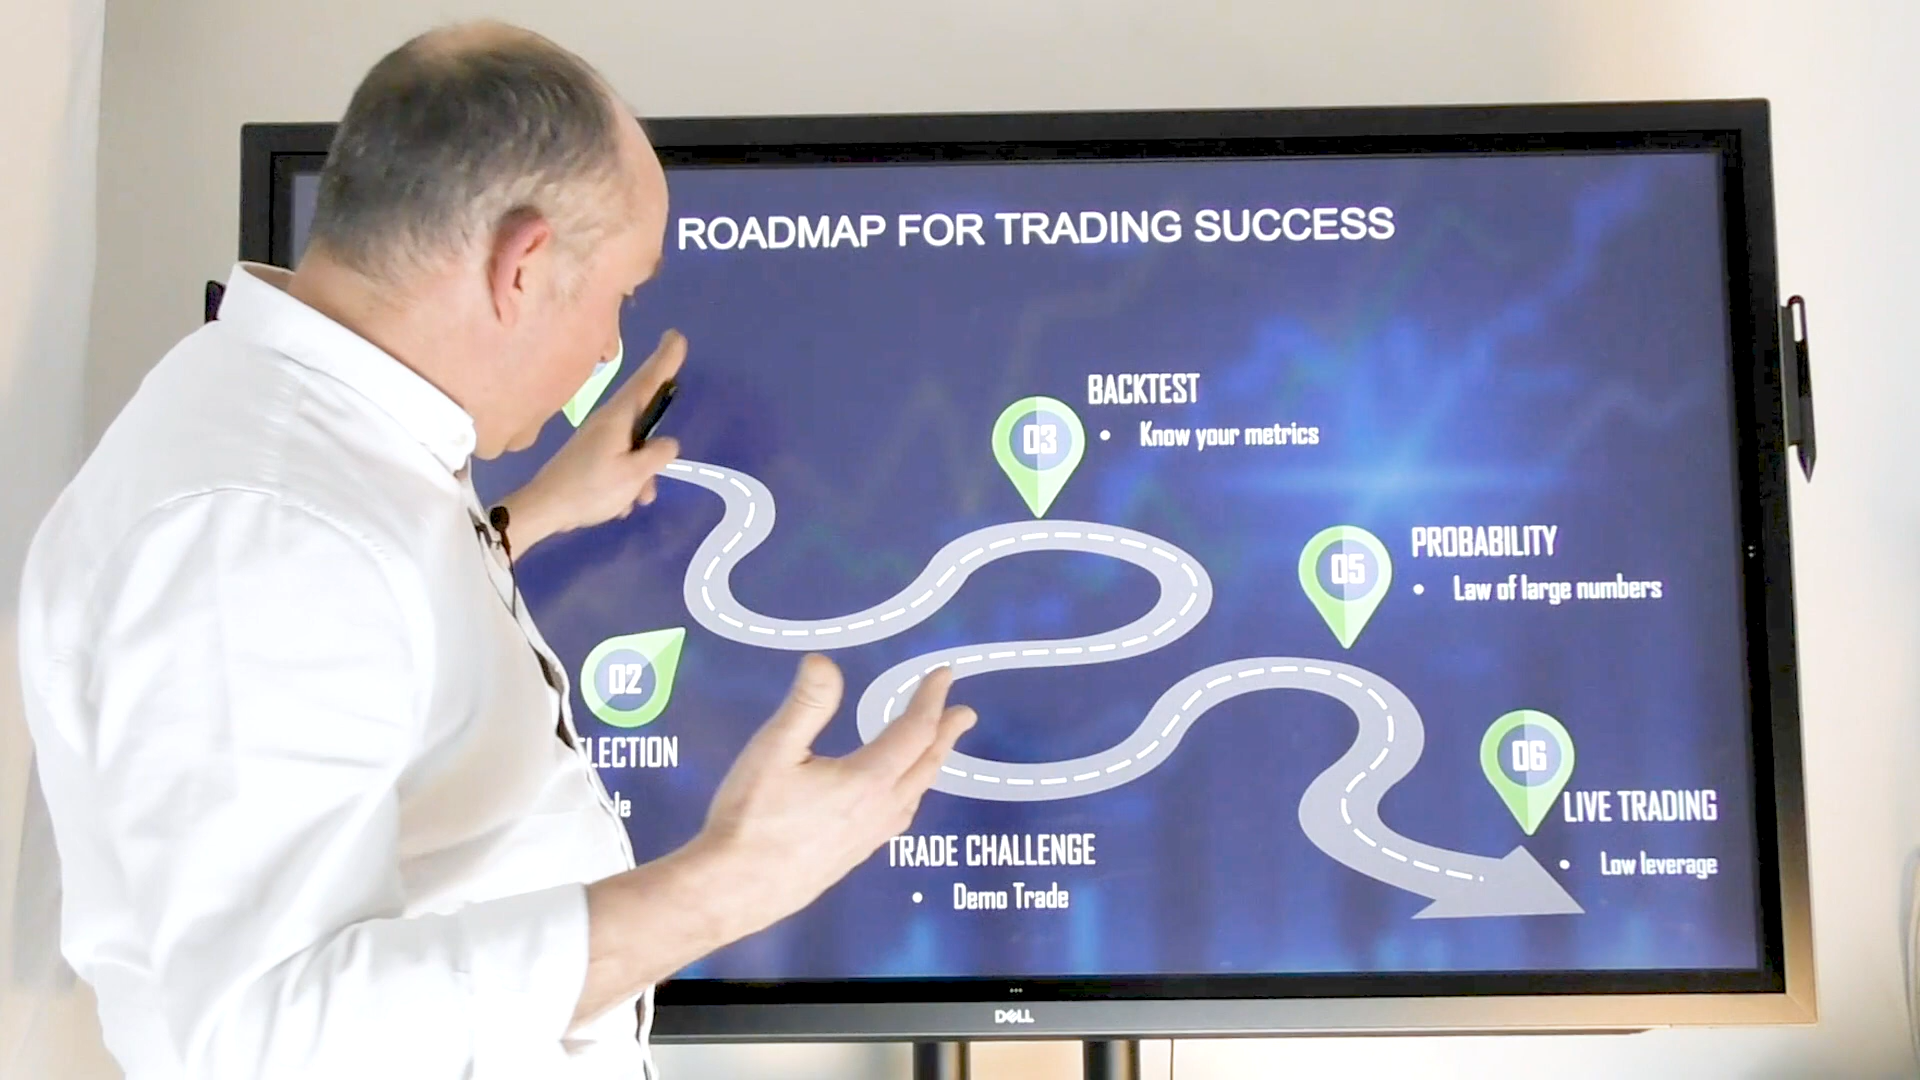 ROADMAP FOR TRADING SUCCESS
03
BACKTEST
• Know your metrics
05
PROBABILITY
• Law of large numbers
02
06
LIVE TRADING
• Low leverage
TRADE CHALLENGE
• Demo Trade
DELL